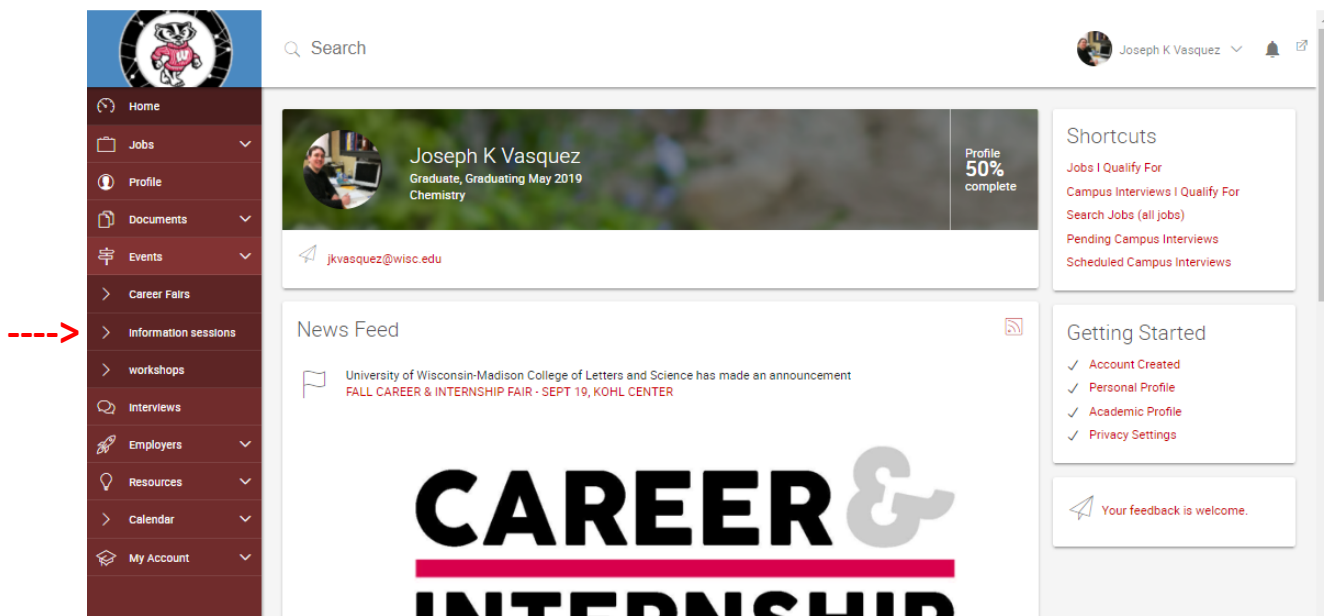 Search
Joseph K Vasquez
Home
Jobs
Profile
Documents
Events
Career Fairs
---->
Information sessions
workshops
Interviews
Employers
Resources
Calendar
My Account
Joseph K Vasquez
Graduate, Graduating May 2019
Chemistry
Profile
50%
complete
jkvasquez@wisc.edu
News Feed
University of Wisconsin-Madison College of Letters and Science has made an announcement
FALL CAREER & INTERNSHIP FAIR - SEPT 19, KOHL CENTER
CAREER &
INTERNSHIP
Shortcuts
Jobs I Qualify For
Campus Interviews I Qualify For
Search Jobs (all jobs)
Pending Campus Interviews
Scheduled Campus Interviews
Getting Started
Account Created
Personal Profile
Academic Profile
Privacy Settings
Your feedback is welcome.